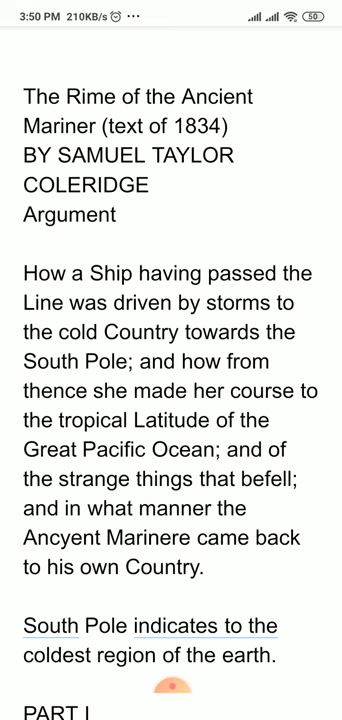 3:50 PM 210KB/s ... 50
The Rime of the Ancient
Mariner (text of 1834)
BY SAMUEL TAYLOR
COLERIDGE
Argument
How a Ship having passed the
Line was driven by storms to
the cold Country towards the
South Pole; and how from
thence she made her course to
the tropical Latitude of the
Great Pacific Ocean; and of
the strange things that befell;
and in what manner the
Ancyent Marinere came back
to his own Country.
South Pole indicates to the
coldest region of the earth.
PART I